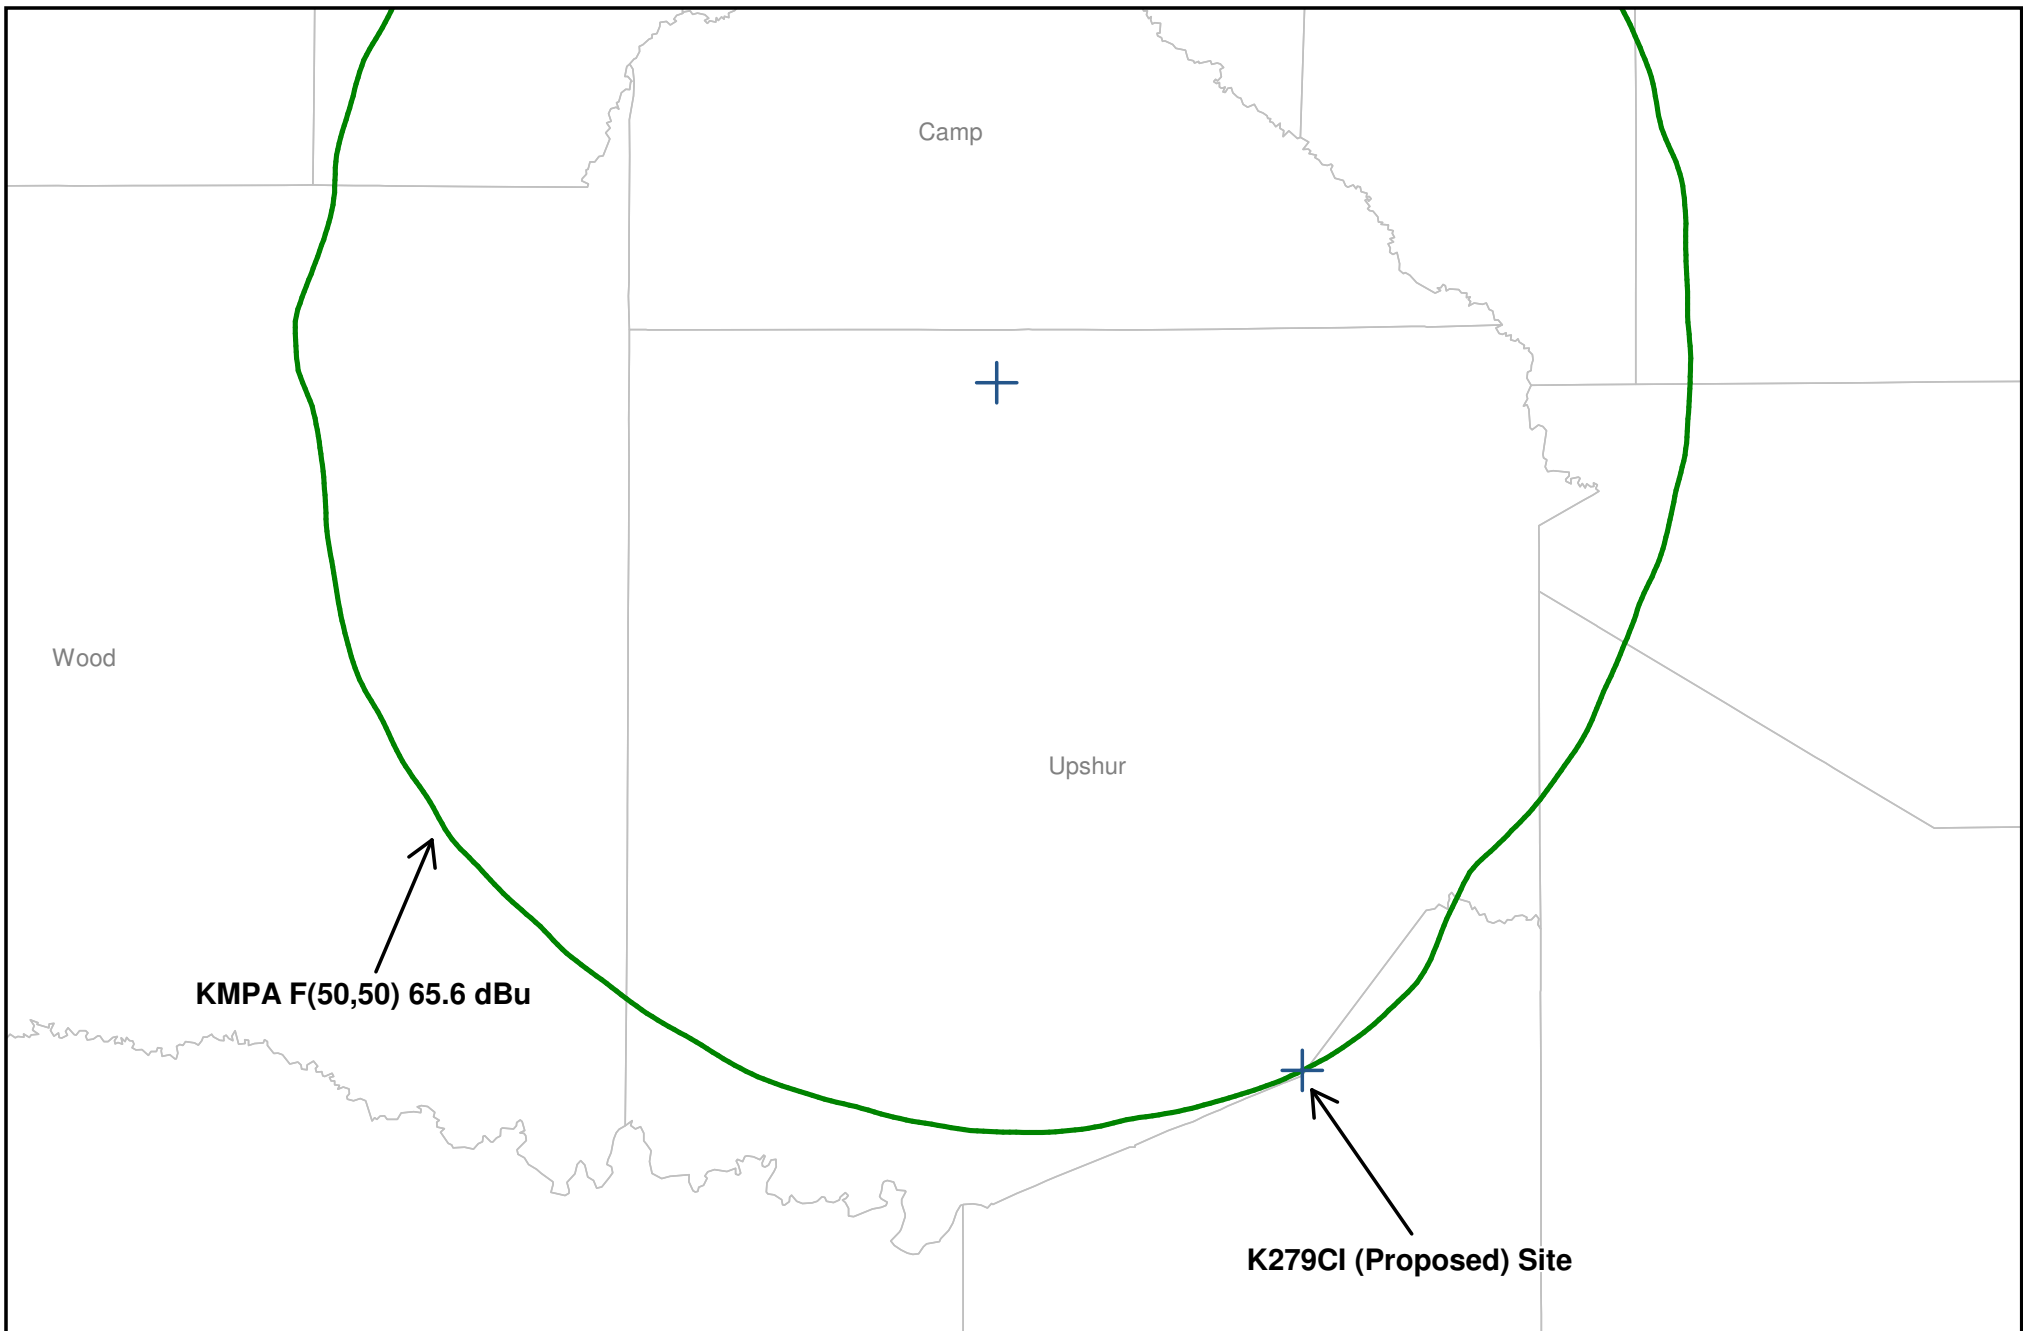 Camp
Wood
Upshur
KMPA F(50,50) 65.6 dBu
K279CI (Proposed) Site